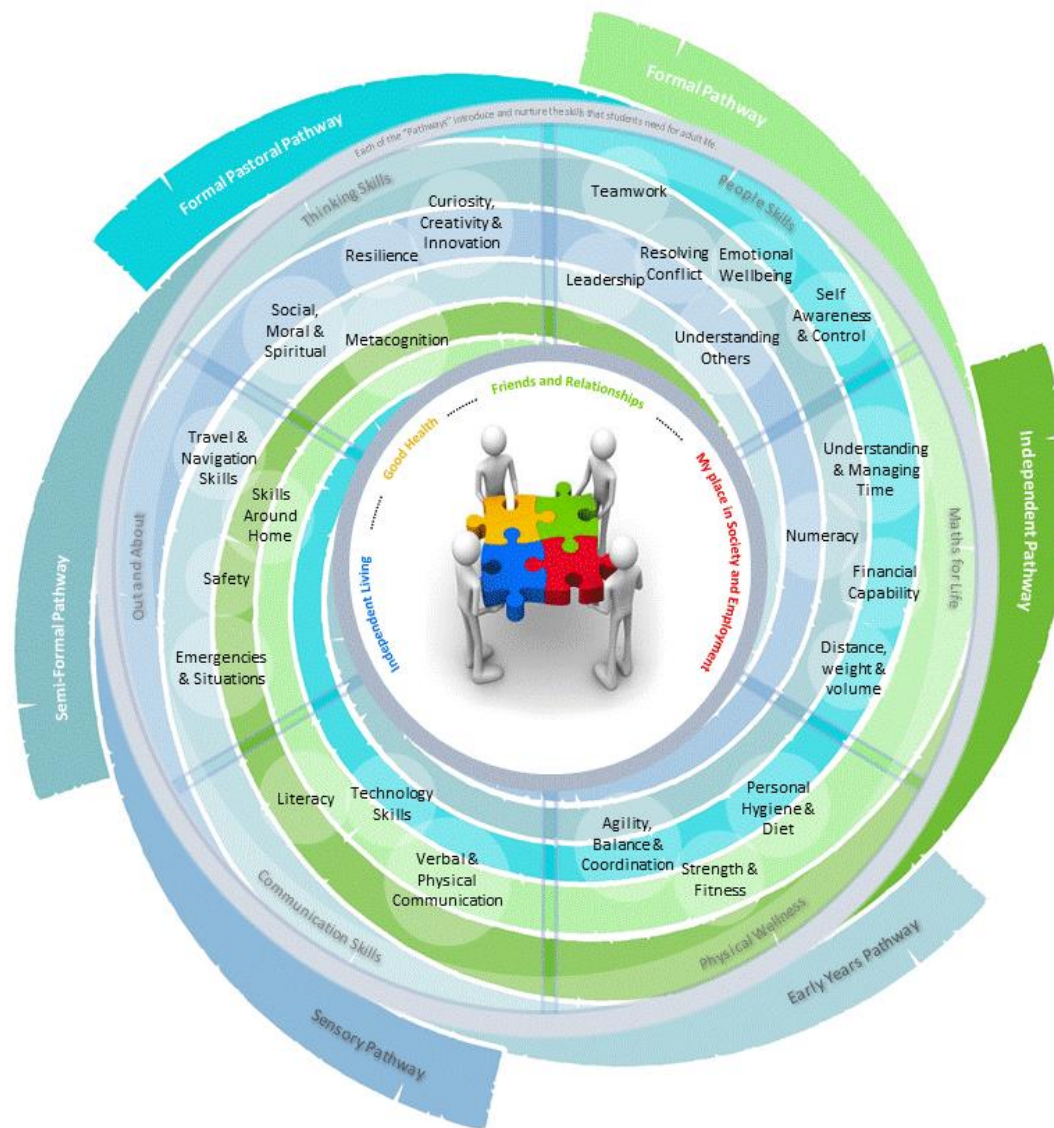 Formal Pathway
Formal Pastoral Pathway
Each of the "Pathways" introduce and nurture the skills that students need for adult life.
Thinking Skills
People Skills
Teamwork
Curiosity,
Creativity &
Innovation
Resilience
Resolving
Conflict
Emotional
Wellbeing
Leadership
Self
Awareness
& Control
Social,
Moral &
Spiritual
Metacognition
Understanding
Others
Friends and Relationships
Good Health
My place in Society and Employment
Independent Living
Independent Pathway
Travel &
Navigation
Skills
Skills
Around
Home
Understanding
& Managing
Time
Numeracy
Maths for Life
Safety
Financial
Capability
Out and About
Semi-Formal Pathway
Emergencies
& Situations
Distance,
weight &
volume
Literacy
Technology
Skills
Personal
Hygiene &
Diet
Agility,
Balance &
Coordination
Verbal &
Physical
Communication
Strength &
Fitness
Communication Skills
Physical Wellness
Early Years Pathway
Sensory Pathway